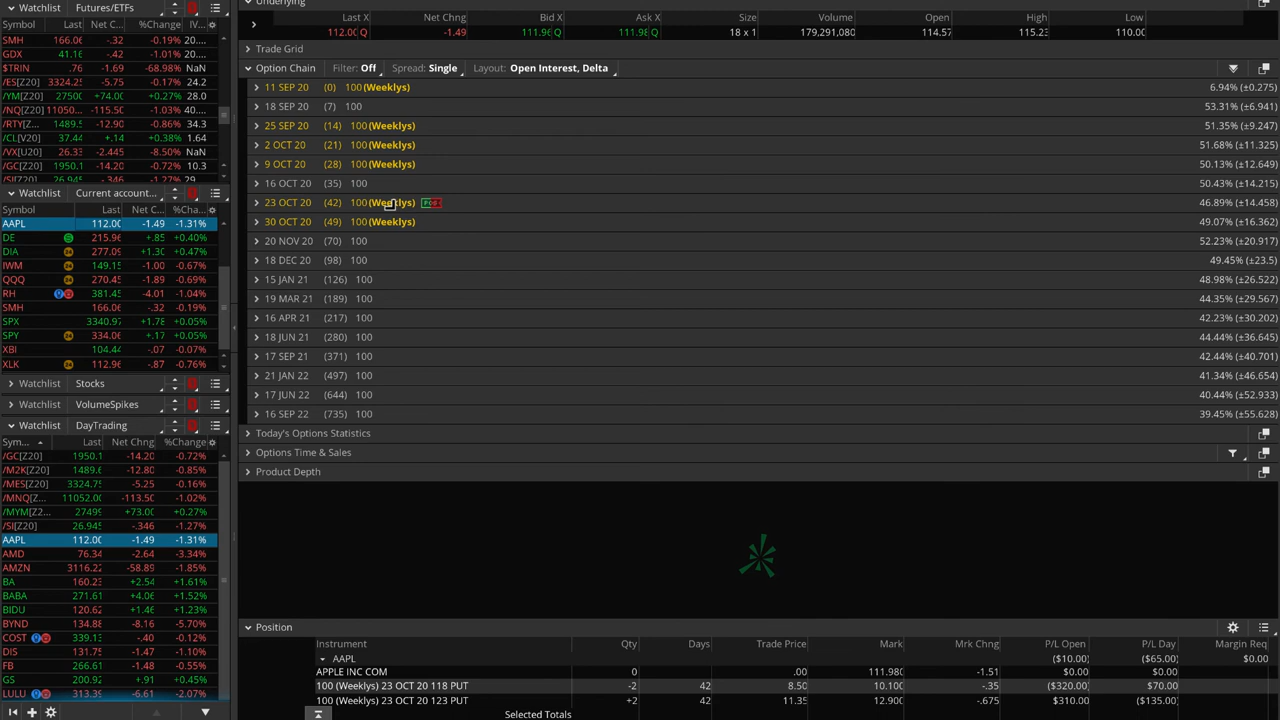 Watchlist Futures/ETFs
Symbol Last Net C... %Change IV...
SMH 166.06 -.32 -0.19% 20....
GDX 41.16 -.42 -1.01% 20....
$TRIN .76 -1.69 -68.98% NaN
/ES[Z20] 3324.25 -5.75 -0.17% 24.2
/YM[Z20] 27500 +74.00 +0.27% 28.0
/NQ[Z20] 11050... -115.50 -1.03% 40....
/RTY[Z... 1489.5 -12.90 -0.86% 34.3
/CL[V20] 37.44 +.14 +0.38% 1.64
/VX[U20] 26.33 -2.445 -8.50% NaN
/GC[Z20] 1950.1 -14.20 -0.72% 10.3
/SI[Z20] 26.945 -.346 -1.27% 29
Watchlist Current account...
Symbol Last Net C... %Cha...
AAPL 112.00 -1.49 -1.31%
DE 215.96 +.85 +0.40%
DIA 277.09 +1.30 +0.47%
IWM 149.15 -1.00 -0.67%
QQQ 270.45 -1.89 -0.69%
RH 381.45 -4.01 -1.04%
SMH 166.06 -.32 -0.19%
SPX 3340.97 +1.78 +0.05%
SPY 334.06 +.17 +0.05%
XBI 104.44 -.07 -0.07%
XLK 112.96 -.87 -0.76%
Watchlist Stocks
Watchlist VolumeSpikes
Watchlist DayTrading
Sym... Last Net Chng %Change
/GC[Z20] 1950.1 -14.20 -0.72%
/M2K[Z20] 1489.6 -12.80 -0.85%
/MES[Z20] 3324.75 -5.25 -0.16%
/MNQ[Z... 11052.00 -113.50 -1.02%
/MYM[Z2... 27499 +73.00 +0.27%
/SI[Z20] 26.945 -.346 -1.27%
AAPL 112.00 -1.49 -1.31%
AMD 76.34 -2.64 -3.34%
AMZN 3116.22 -58.89 -1.85%
BA 160.23 +2.54 +1.61%
BABA 271.61 +4.06 +1.52%
BIDU 120.62 +1.46 +1.23%
BYND 134.88 -8.16 -5.70%
COST 339.13 -.40 -0.12%
DIS 131.75 -1.47 -1.10%
FB 266.61 -1.48 -0.55%
GS 200.92 +.91 +0.45%
LULU 313.39 -6.61 -2.07%
Underlying
Last X Net Chng Bid X Ask X Size Volume Open High Low
112.00 Q -1.49 111.96 Q 111.98 Q 18 x 1 179,291,080 114.57 115.23 110.00
Trade Grid
Option Chain Filter: Off Spread: Single Layout: Open Interest, Delta
11 SEP 20 (0) 100 (Weeklys) 6.94% (±0.275)
18 SEP 20 (7) 100 53.31% (±6.941)
25 SEP 20 (14) 100 (Weeklys) 51.35% (±9.247)
2 OCT 20 (21) 100 (Weeklys) 51.68% (±11.325)
9 OCT 20 (28) 100 (Weeklys) 50.13% (±12.649)
16 OCT 20 (35) 100 50.43% (±14.215)
23 OCT 20 (42) 100 (Weeklys) 46.89% (±14.458)
30 OCT 20 (49) 100 (Weeklys) 49.07% (±16.362)
20 NOV 20 (70) 100 52.23% (±20.917)
18 DEC 20 (98) 100 49.45% (±23.5)
15 JAN 21 (126) 100 48.98% (±26.522)
19 MAR 21 (189) 100 44.35% (±29.567)
16 APR 21 (217) 100 42.23% (±30.202)
18 JUN 21 (280) 100 44.44% (±36.645)
17 SEP 21 (371) 100 42.44% (±40.701)
21 JAN 22 (497) 100 41.34% (±46.654)
17 JUN 22 (644) 100 40.44% (±52.933)
16 SEP 22 (735) 100 39.45% (±55.628)
Today's Options Statistics
Options Time & Sales
Product Depth
Position
Instrument Qty Days Trade Price Mark Mrk Chng P/L Open P/L Day Margin Req
AAPL ($10.00) ($65.00) $0.00
APPLE INC COM 0 .00 111.980 -1.51 $0.00 $0.00
100 (Weeklys) 23 OCT 20 118 PUT -2 42 8.50 10.100 -.35 ($320.00) $70.00
100 (Weeklys) 23 OCT 20 123 PUT +2 42 11.35 12.900 -.675 $310.00 ($135.00)
Selected Totals